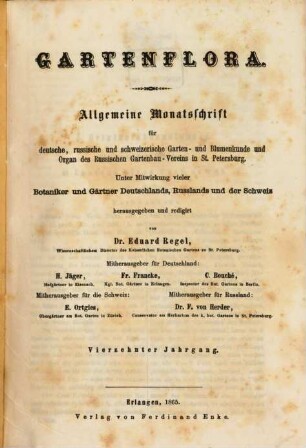 GARTENFLORA.
Allgemeine Monatsschrift
für
deutsche, russische und schweizerische Garten- und Blumenkunde und
Organ des Russischen Gartenbau-Vereins in St. Petersburg.
Unter Mitwirkung vieler
Botaniker und Gärtner Deutschlands, Russlands und der Schweis
herausgegeben und redigirt
von
Dr. Eduard Regel,
Wissenschaftlichem Director des Kaiserlichen Botanischen Gartens zu St. Petersburg.
Mitherausgeber für Deutschland:
H. Jäger, Fr. Francke, C. Bouché,
Hofgärtner in Eisenach, Kgl. Bot. Gärtner in Erlangen. Inspector des Bot. Gartens in Berlin.
Mitherausgeber für die Schweiz: Mitherausgeber für Russland:
E. Ortgies, Dr. F. von Herder,
Obergärtner am Bot. Garten in Zürich. Conservator am Herbarium des k. bot. Gartens in St. Petersburg.
Vierzehnter Jahrgang.
Erlangen, 1865.
Verlag von Ferdinand Enke.